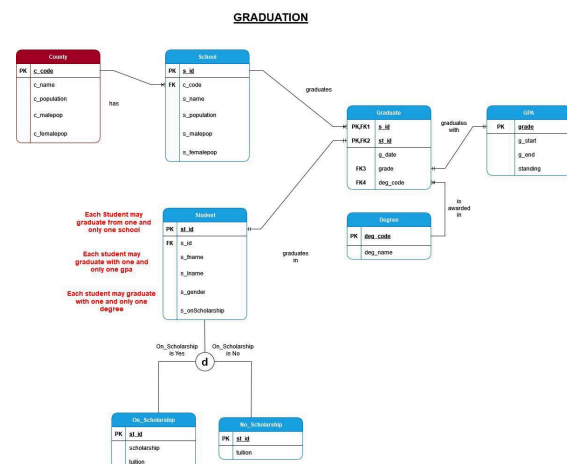 GRADUATION
County
PK c_code
c_name
c_population
c_malepop
c_femalepop
has
School
PK s_id
FK c_code
s_name
s_population
s_malepop
s_femalepop
graduates
Graduate
PK,FK1 s_id
PK,FK2 st_id
g_date
FK3 grade
FK4 deg_code
graduates
with
GPA
PK grade
g_start
g_end
standing
is
awarded
in
Degree
PK deg_code
deg_name
Each Student may
graduate from one and
only one school
Each student may
graduate with one and
only one gpa
Each student may graduate
with one and only one
degree
Student
PK st_id
FK s_id
s_fname
s_lname
s_gender
s_onScholarship
graduates
in
On_Scholarship
is Yes
On_Scholarship
is No
d
On_Scholarship
PK st_id
scholarship
tuition
No_Scholarship
PK st_id
tuition